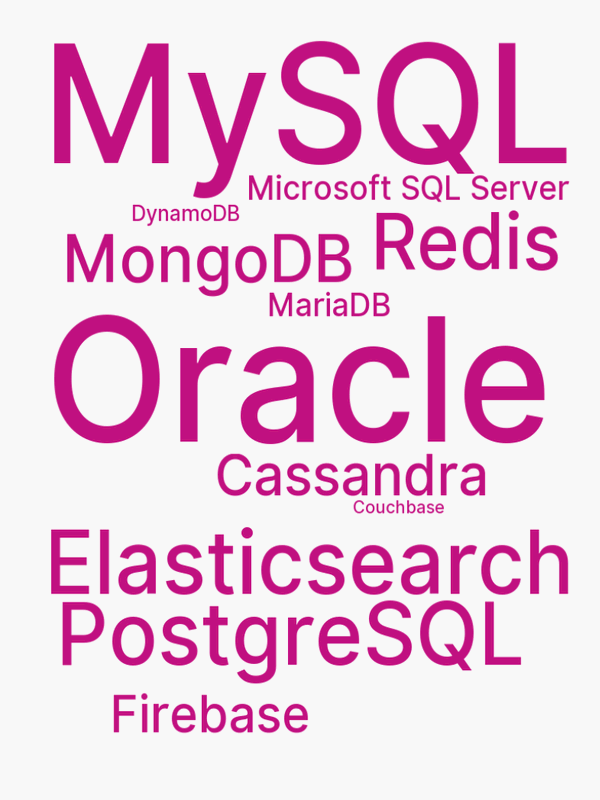 MySQL
Microsoft SQL Server
DynamoDB
Redis
MongoDB
MariaDB
Oracle
Cassandra
Couchbase
Elasticsearch
PostgreSQL
Firebase